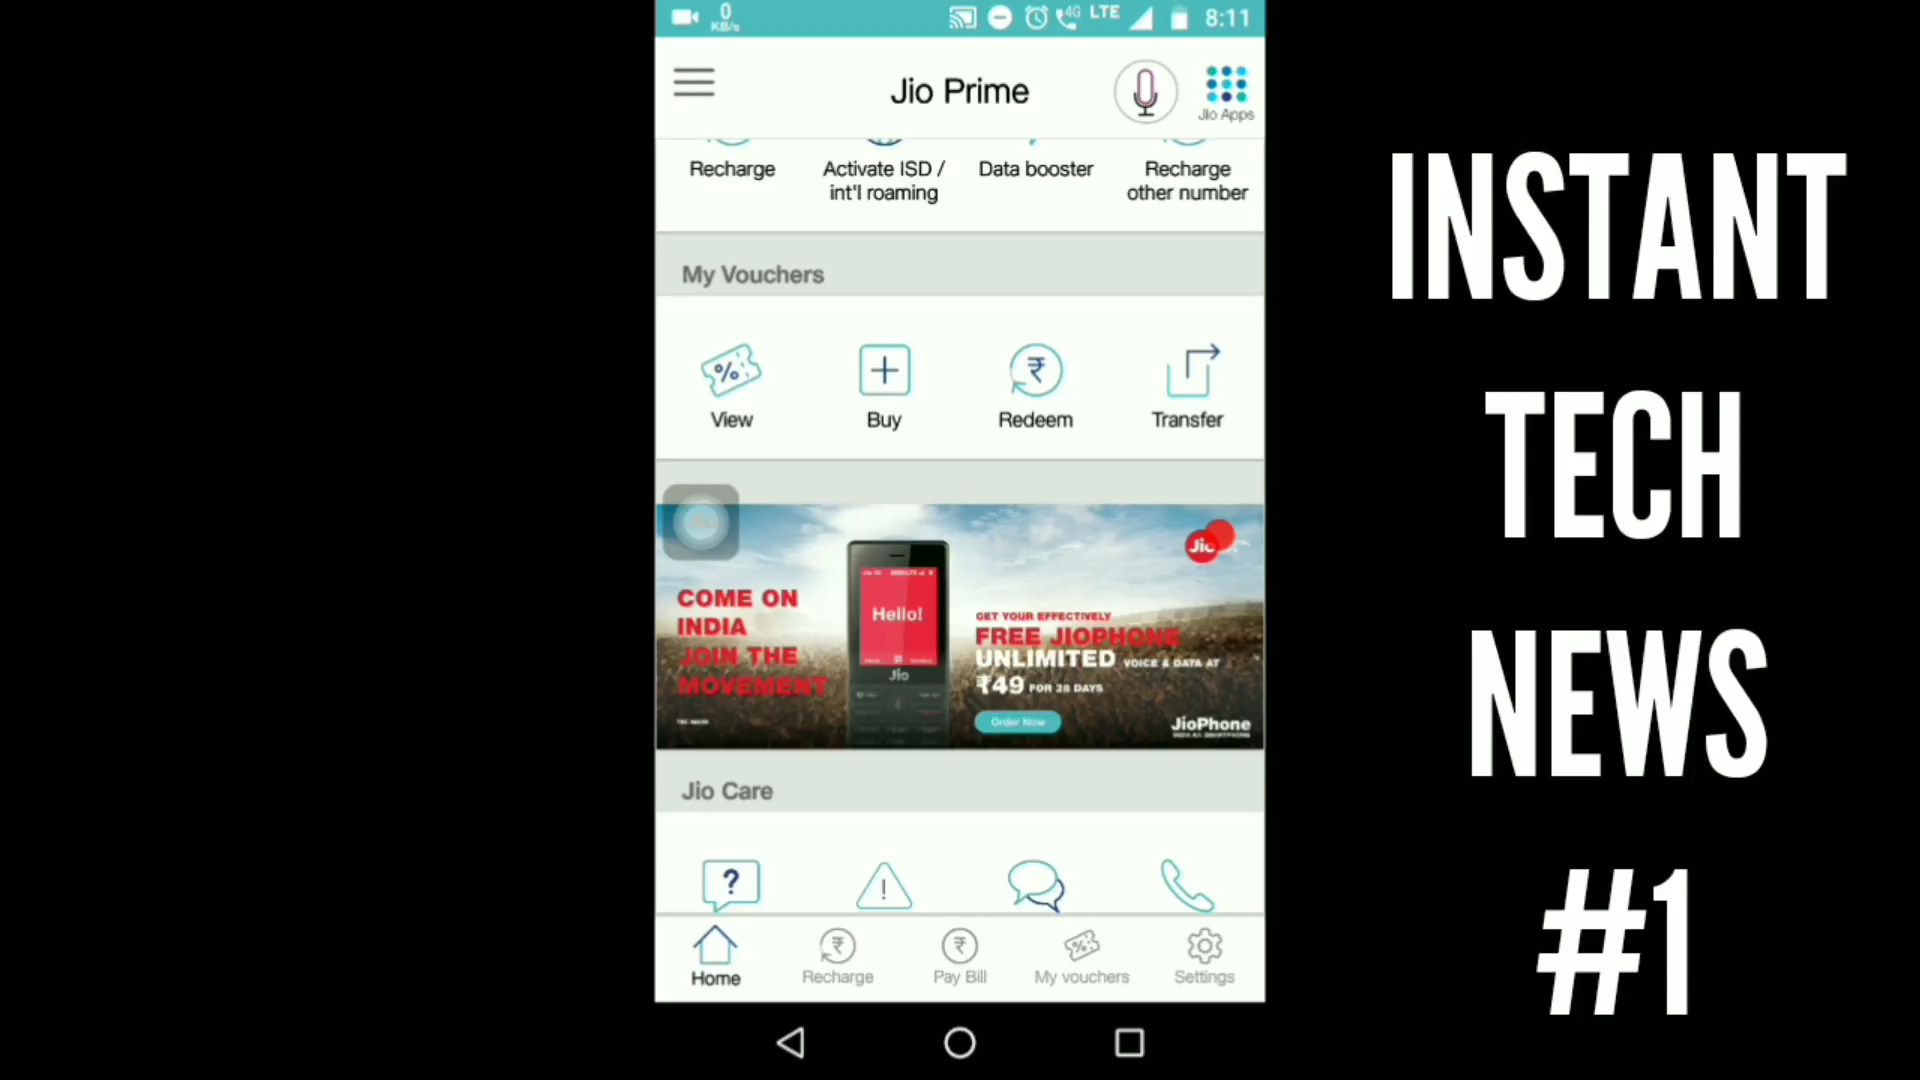 0
KB/s
4G
LTE
8:11
Jio Prime
Jio Apps
Recharge
Activate ISD /
int'l roaming
Data booster
Recharge
other number
My Vouchers
View
Buy
Redeem
Transfer
COME ON
INDIA
JOIN THE
MOVEMENT
Hello!
Jio
Jio
GET YOUR EFFECTIVELY
FREE JIOPHONE
UNLIMITED VOICE & DATA AT
₹49 FOR 28 DAYS
Order Now
JioPhone
Jio Care
Home
Recharge
Pay Bill
My vouchers
Settings
INSTANT
TECH
NEWS
#1